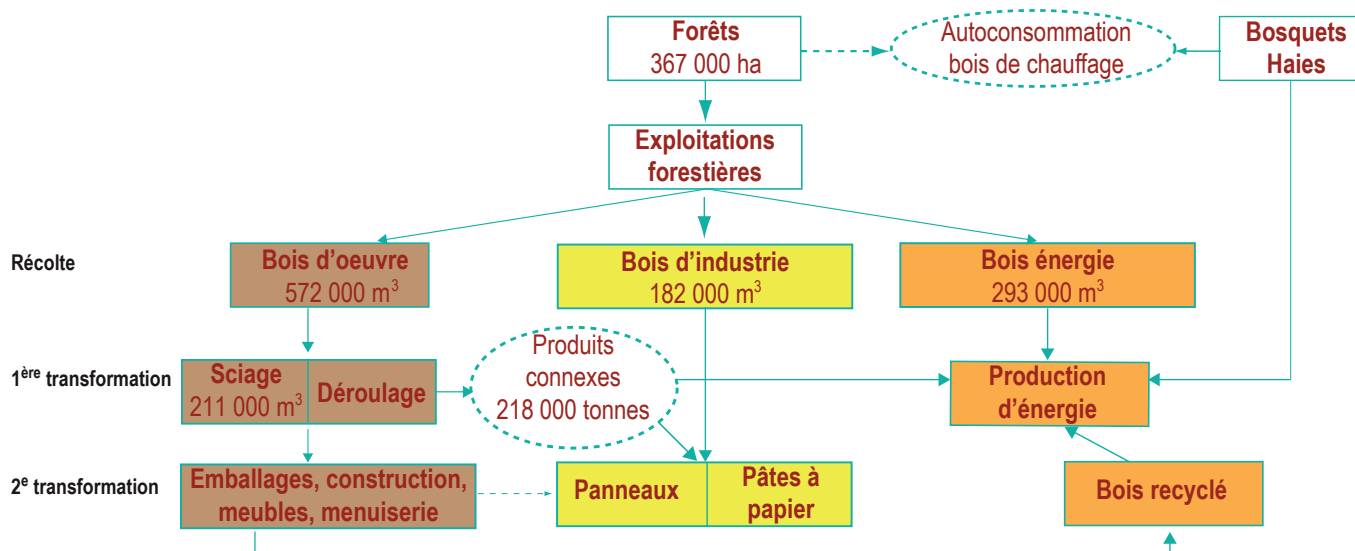 Forêts
367 000 ha
Autoconsommation
bois de chauffage
Bosquets
Haies
Exploitations
forestières
Récolte
Bois d'oeuvre
572 000 m³
Bois d'industrie
182 000 m³
Bois énergie
293 000 m³
1ère transformation
Sciage
211 000 m³
Déroulage
Produits
connexes
218 000 tonnes
Production
d'énergie
2e transformation
Emballages, construction,
meubles, menuiserie
Panneaux
Pâtes à
papier
Bois recyclé